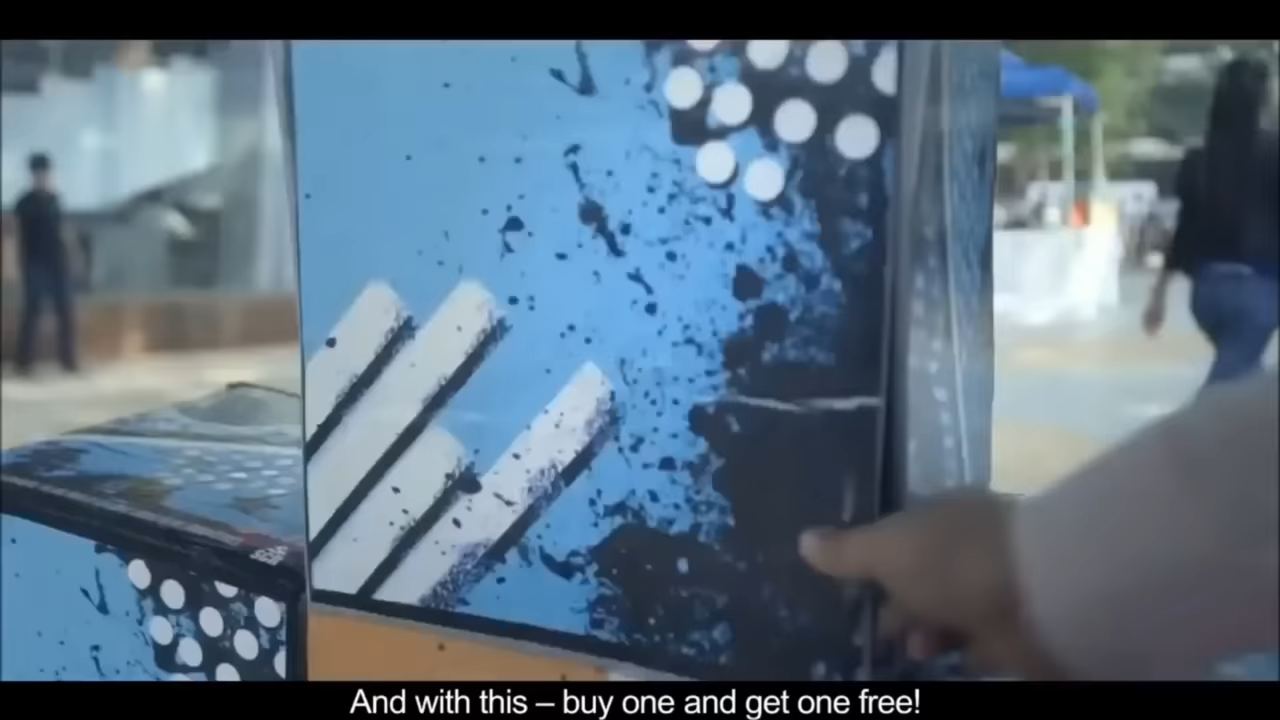 And with this – buy one and get one free!